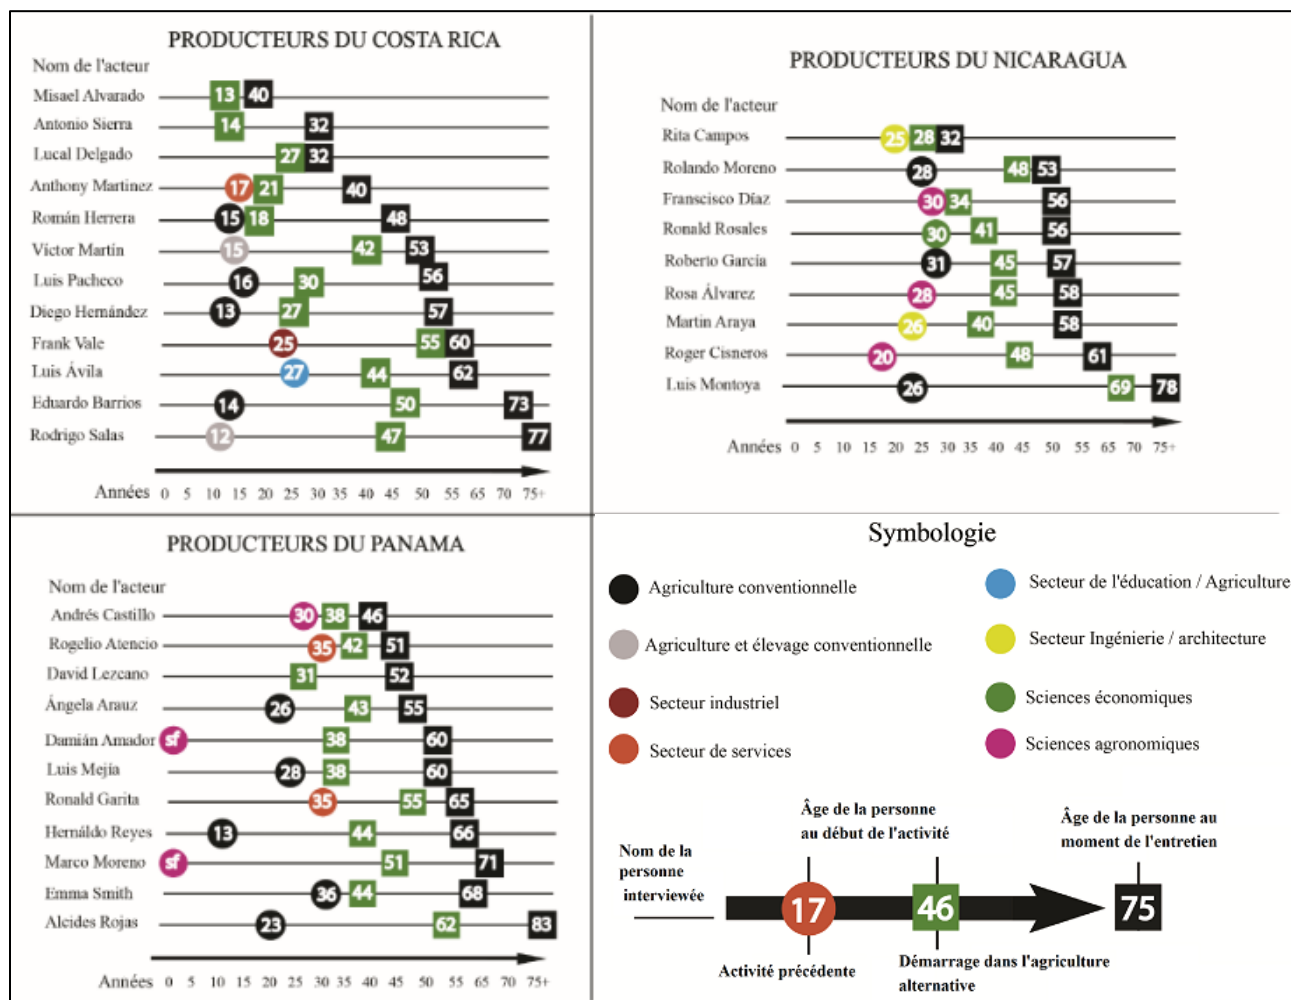 PRODUCTEURS DU COSTA RICA
Nom de l'acteur
Misael Alvarado 13 40
Antonio Sierra 14 32
Lucal Delgado 27 32
Anthony Martinez 17 21 40
Román Herrera 15 18 48
Víctor Martín 15 42 53
Luis Pacheco 16 30 56
Diego Hernández 13 27 57
Frank Vale 25 55 60
Luis Ávila 27 44 62
Eduardo Barrios 14 50 73
Rodrigo Salas 12 47 77
Années 0 5 10 15 20 25 30 35 40 45 50 55 60 70 75+
PRODUCTEURS DU NICARAGUA
Nom de l'acteur
Rita Campos 25 28 32
Rolando Moreno 28 48 53
Franscisco Díaz 30 34 56
Ronald Rosales 30 41 56
Roberto García 31 45 57
Rosa Álvarez 28 45 58
Martin Araya 26 40 58
Roger Cisneros 20 48 61
Luis Montoya 26 69 78
Années 0 5 10 15 20 25 30 35 40 45 50 55 60 70 75+
PRODUCTEURS DU PANAMA
Nom de l'acteur
Andrés Castillo 30 38 46
Rogelio Atencio 35 42 51
David Lezcano 31 52
Ángela Arauz 26 43 55
Damián Amador sf 38 60
Luis Mejía 28 38 60
Ronald Garita 35 55 65
Hernáldo Reyes 13 44 66
Marco Moreno sf 51 71
Emma Smith 36 44 68
Alcides Rojas 23 62 83
Années 0 5 10 15 20 25 30 35 40 45 50 55 60 70 75+
Symbologie
Agriculture conventionnelle
Agriculture et élevage conventionnelle
Secteur industriel
Secteur de services
Secteur de l'éducation / Agriculture
Secteur Ingénierie / architecture
Sciences économiques
Sciences agronomiques
Nom de la
personne
interviewée
Âge de la personne
au début de l'activité
Âge de la personne au
moment de l'entretien
17 46 75
Activité précédente
Démarrage dans l'agriculture
alternative